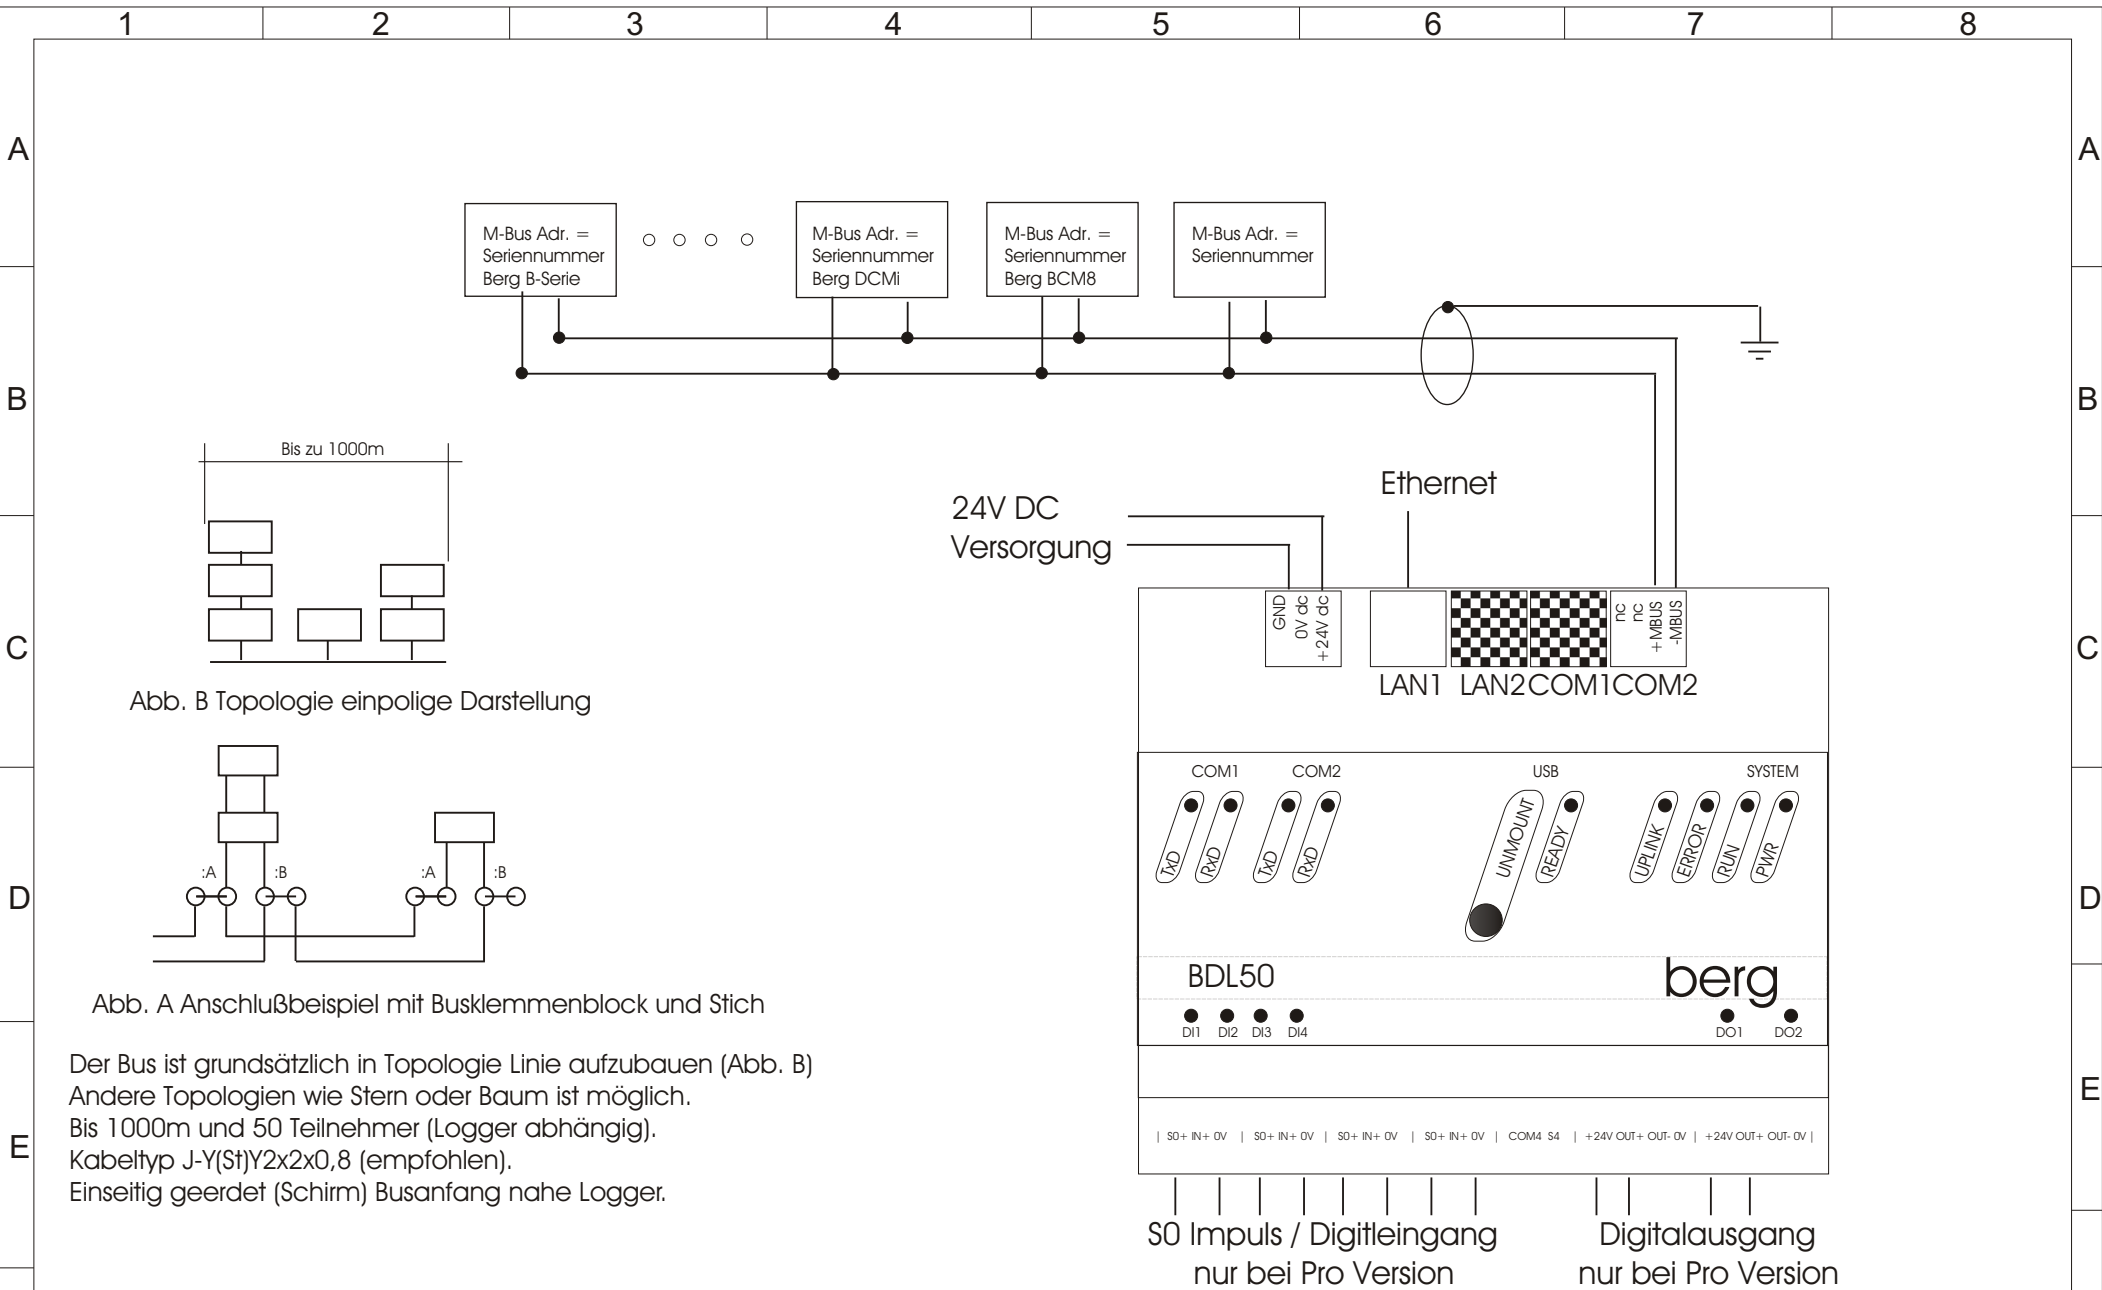 1 2 3 4 5 6 7 8
A A
M-Bus Adr. =
Seriennummer
Berg B-Serie
M-Bus Adr. =
Seriennummer
Berg DCMi
M-Bus Adr. =
Seriennummer
Berg BCM8
M-Bus Adr. =
Seriennummer
B B
Bis zu 1000m
Abb. B Topologie einpolige Darstellung
24V DC
Versorgung
Ethernet
C C
GND
0V dc
+24V dc
nc
nc
+MBUS
-MBUS
LAN1 LAN2 COM1 COM2
:A :B :A :B
D D
Abb. A Anschlußbeispiel mit Busklemmenblock und Stich
COM1 COM2 USB SYSTEM
TxD RxD TxD RxD UNMOUNT READY UPLINK ERROR RUN PWR
BDL50 berg
DI1 DI2 DI3 DI4 DO1 DO2
Der Bus ist grundsätzlich in Topologie Linie aufzubauen (Abb. B)
Andere Topologien wie Stern oder Baum ist möglich.
Bis 1000m und 50 Teilnehmer (Logger abhängig).
Kabeltyp J-Y(St)Y2x2x0,8 (empfohlen).
Einseitig geerdet (Schirm) Busanfang nahe Logger.
E E
| S0+ IN+ 0V | S0+ IN+ 0V | S0+ IN+ 0V | S0+ IN+ 0V | COM4 S4 | +24V OUT+ OUT- 0V | +24V OUT+ OUT- 0V |
S0 Impuls / Digitleingang
nur bei Pro Version
Digitalausgang
nur bei Pro Version